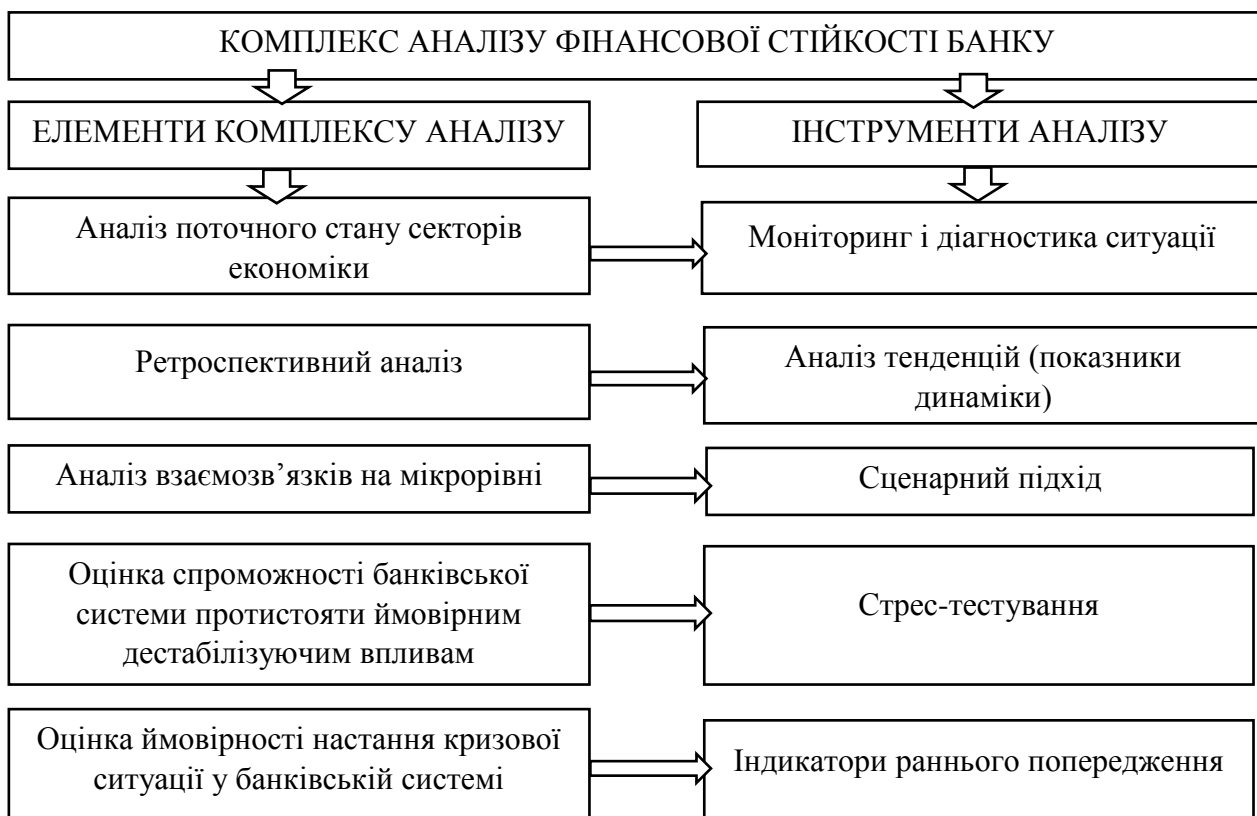 КОМПЛЕКС АНАЛІЗУ ФІНАНСОВОЇ СТІЙКОСТІ БАНКУ
ЕЛЕМЕНТИ КОМПЛЕКСУ АНАЛІЗУ
ІНСТРУМЕНТИ АНАЛІЗУ
Аналіз поточного стану секторів
економіки
Моніторинг і діагностика ситуації
Ретроспективний аналіз
Аналіз тенденцій (показники
динаміки)
Аналіз взаємозв’язків на мікрорівні
Сценарний підхід
Оцінка спроможності банківської
системи протистояти ймовірним
дестабілізуючим впливам
Стрес-тестування
Оцінка ймовірності настання кризової
ситуації у банківській системі
Індикатори раннього попередження